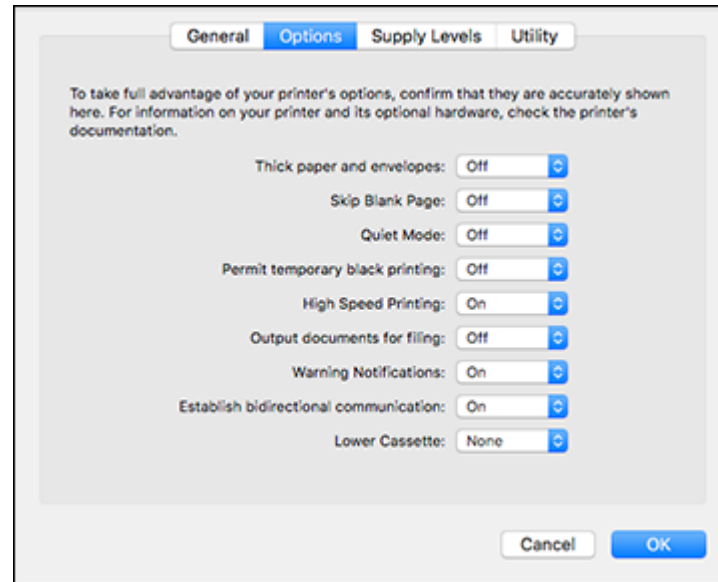 General Options Supply Levels Utility
To take full advantage of your printer's options, confirm that they are accurately shown
here. For information on your printer and its optional hardware, check the printer's
documentation.
Thick paper and envelopes: Off
Skip Blank Page: Off
Quiet Mode: Off
Permit temporary black printing: Off
High Speed Printing: On
Output documents for filing: Off
Warning Notifications: On
Establish bidirectional communication: On
Lower Cassette: None
Cancel OK